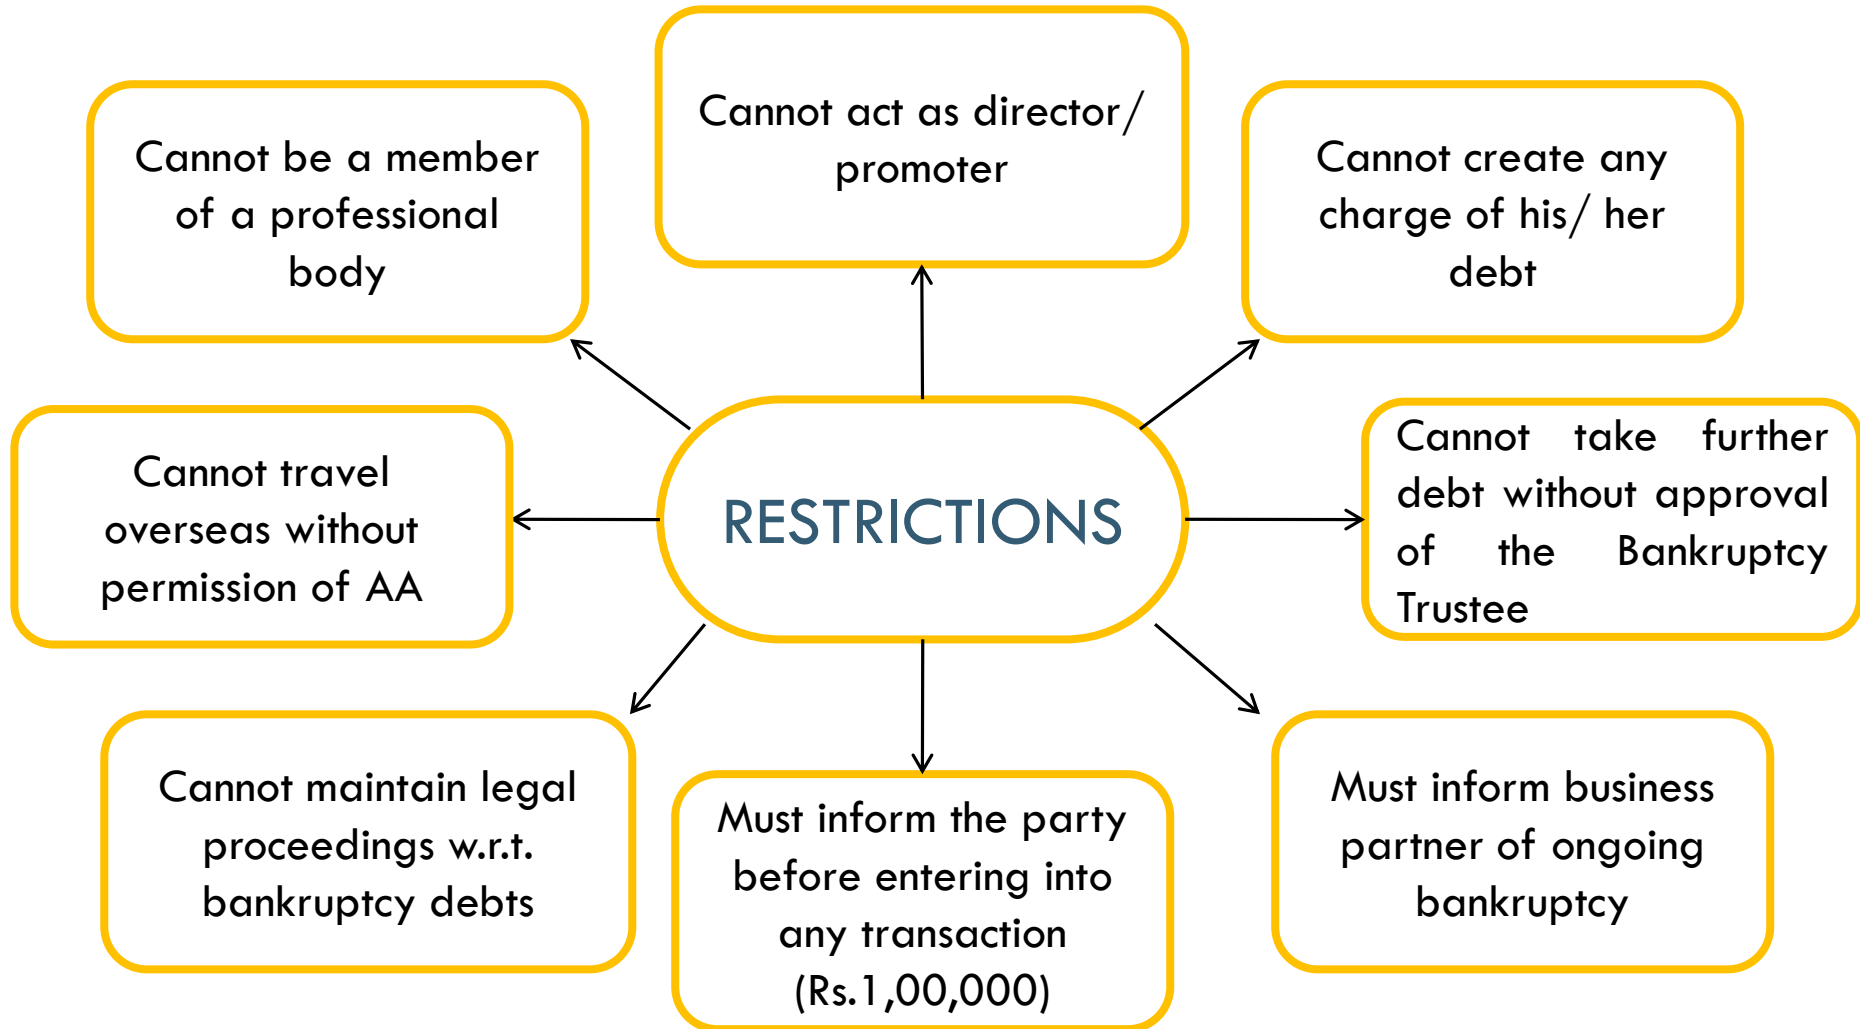 Cannot act as director/
promoter
Cannot be a member
of a professional
body
Cannot create any
charge of his/ her
debt
Cannot travel
overseas without
permission of AA
RESTRICTIONS
Cannot take further
debt without approval
of the Bankruptcy
Trustee
Cannot maintain legal
proceedings w.r.t.
bankruptcy debts
Must inform the party
before entering into
any transaction
(Rs.1,00,000)
Must inform business
partner of ongoing
bankruptcy